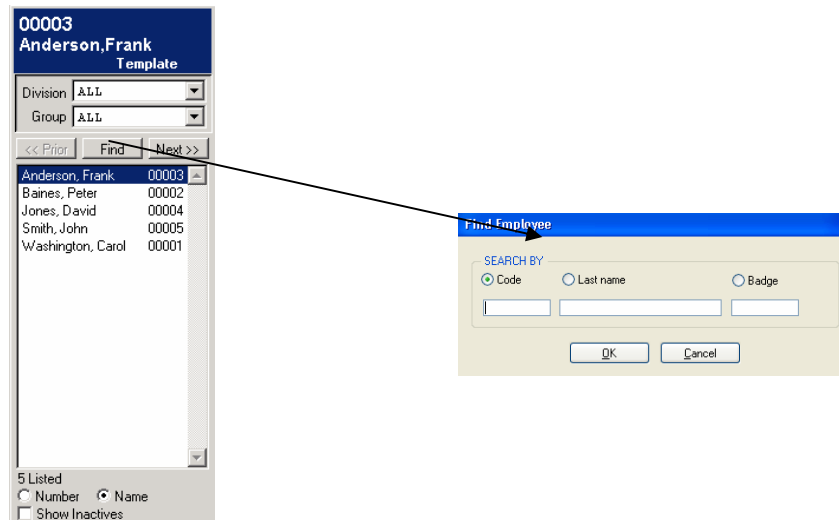 00003
Anderson,Frank
Template
Division ALL
Group ALL
<< Prior Find Next >>
Anderson, Frank 00003
Baines, Peter 00002
Jones, David 00004
Smith, John 00005
Washington, Carol 00001
5 Listed
Number Name
Show Inactives
Find Employee
SEARCH BY
Code Last name Badge
OK Cancel